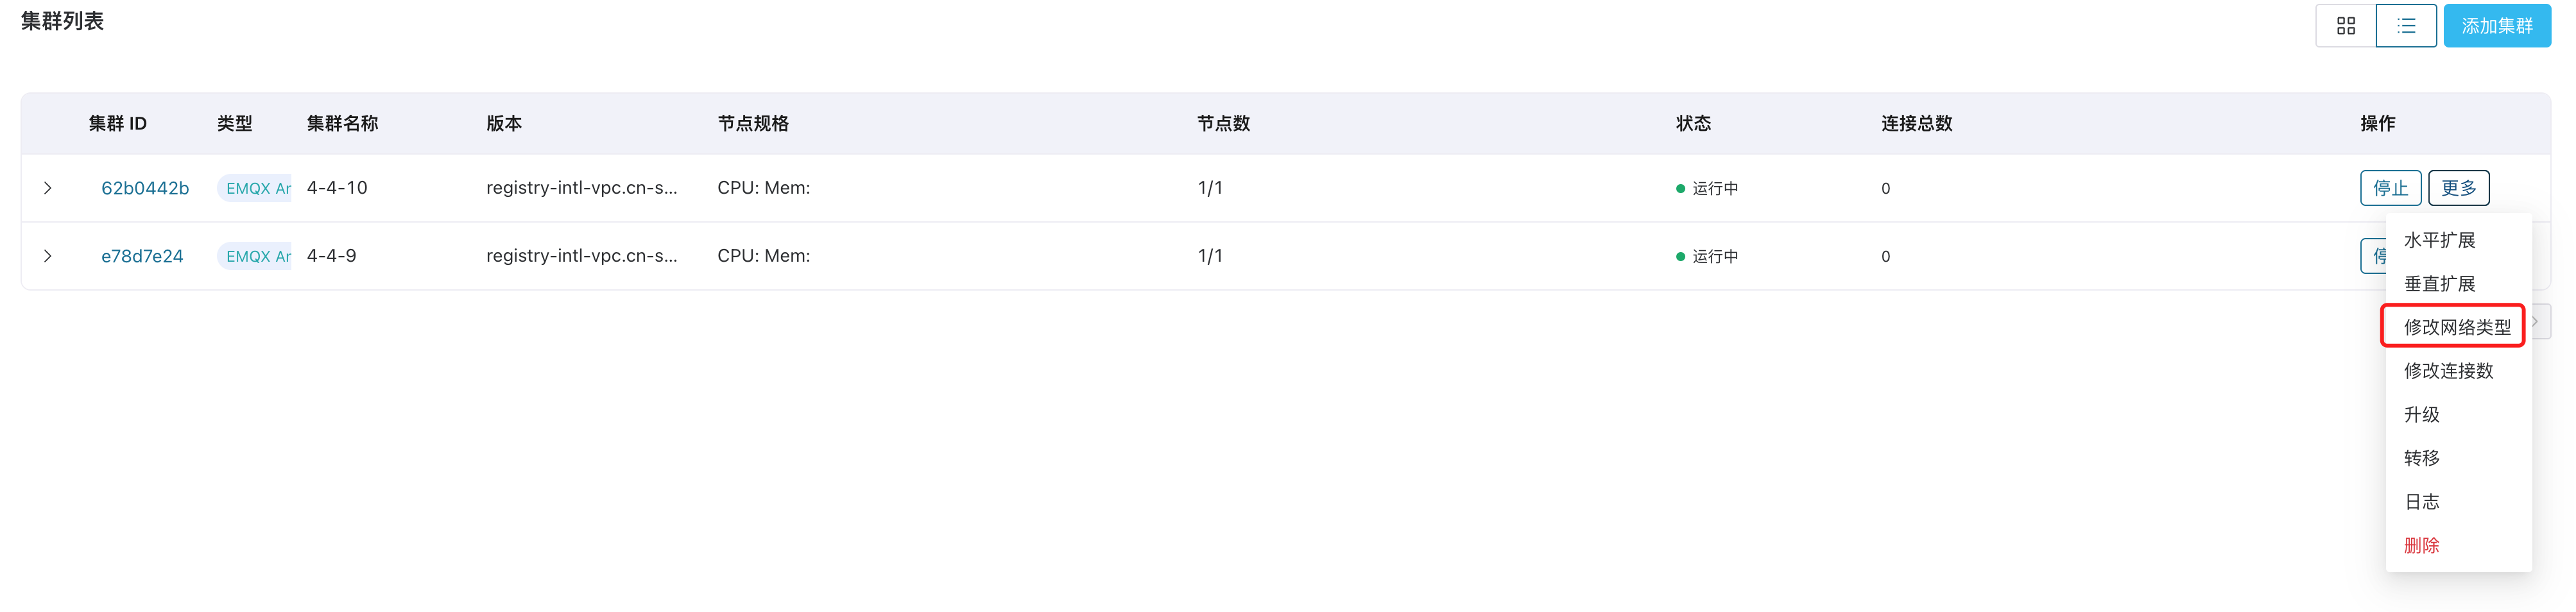 集群列表
添加集群
集群 ID 类型 集群名称 版本 节点规格 节点数 状态 连接总数 操作
62b0442b EMQX Ar 4-4-10 registry-intl-vpc.cn-s... CPU: Mem: 1/1 运行中 0 停止 更多
e78d7e24 EMQX Ar 4-4-9 registry-intl-vpc.cn-s... CPU: Mem: 1/1 运行中 0
水平扩展
垂直扩展
修改网络类型
修改连接数
升级
转移
日志
删除